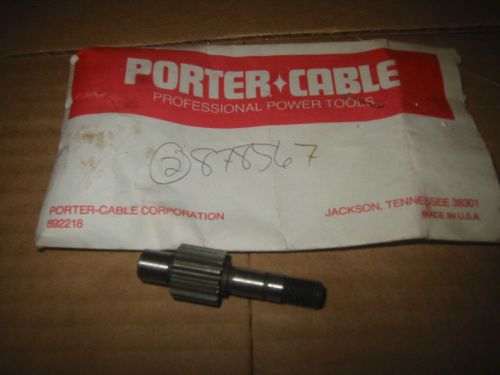 PORTER✦CABLE
PROFESSIONAL POWER TOOLS
② 878567
PORTER-CABLE CORPORATION
892218
JACKSON, TENNESSEE 38301
MADE IN U.S.A.